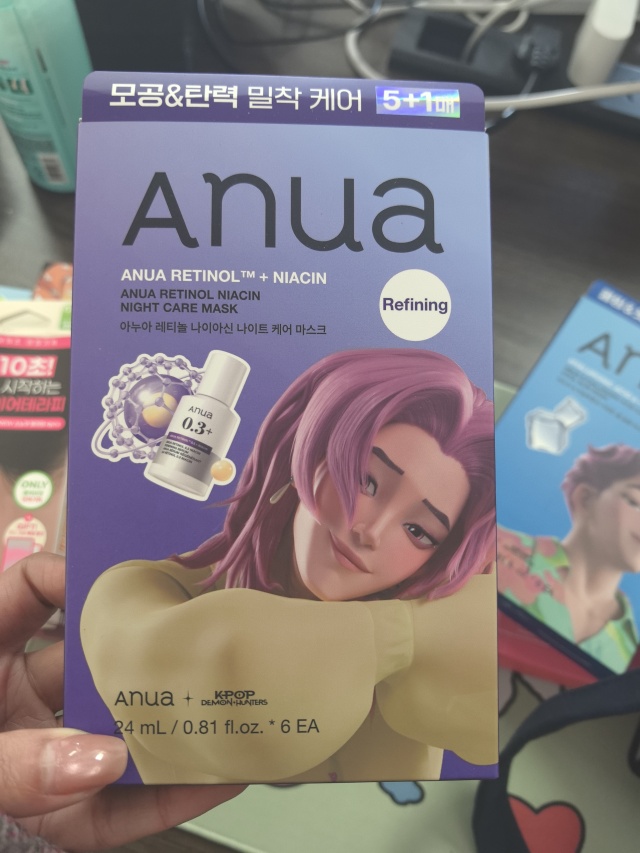 모공&탄력 밀착 케어 5+1매
Anua
ANUA RETINOL™ + NIACIN
ANUA RETINOL NIACIN
NIGHT CARE MASK
아누아 레티놀 나이아신 나이트 케어 마스크
Refining
Anua
0.3+
Anua + K-POP
DEMON HUNTERS
24 mL / 0.81 fl.oz. * 6 EA
10초!
시작하는
ONLY